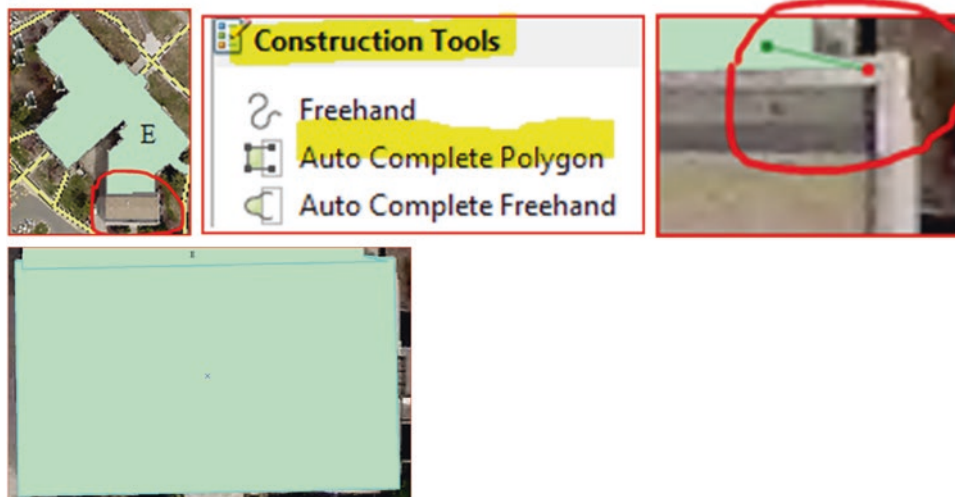 E
Construction Tools
Freehand
Auto Complete Polygon
Auto Complete Freehand
E